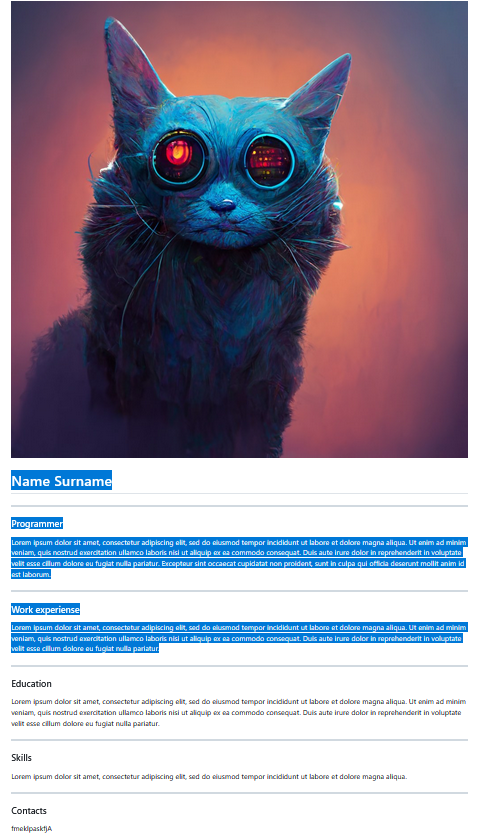 Name Surname
Programmer
Lorem ipsum dolor sit amet, consectetur adipiscing elit, sed do eiusmod tempor incididunt ut labore et dolore magna aliqua. Ut enim ad minim
veniam, quis nostrud exercitation ullamco laboris nisi ut aliquip ex ea commodo consequat. Duis aute irure dolor in reprehenderit in voluptate
velit esse cillum dolore eu fugiat nulla pariatur. Excepteur sint occaecat cupidatat non proident, sunt in culpa qui officia deserunt mollit anim id
est laborum.
Work experiense
Lorem ipsum dolor sit amet, consectetur adipiscing elit, sed do eiusmod tempor incididunt ut labore et dolore magna aliqua. Ut enim ad minim
veniam, quis nostrud exercitation ullamco laboris nisi ut aliquip ex ea commodo consequat. Duis aute irure dolor in reprehenderit in voluptate
velit esse cillum dolore eu fugiat nulla pariatur.
Education
Lorem ipsum dolor sit amet, consectetur adipiscing elit, sed do eiusmod tempor incididunt ut labore et dolore magna aliqua. Ut enim ad minim
veniam, quis nostrud exercitation ullamco laboris nisi ut aliquip ex ea commodo consequat. Duis aute irure dolor in reprehenderit in voluptate
velit esse cillum dolore eu fugiat nulla pariatur.
Skills
Lorem ipsum dolor sit amet, consectetur adipiscing elit, sed do eiusmod tempor incididunt ut labore et dolore magna aliqua.
Contacts
fmeklpaskfjA